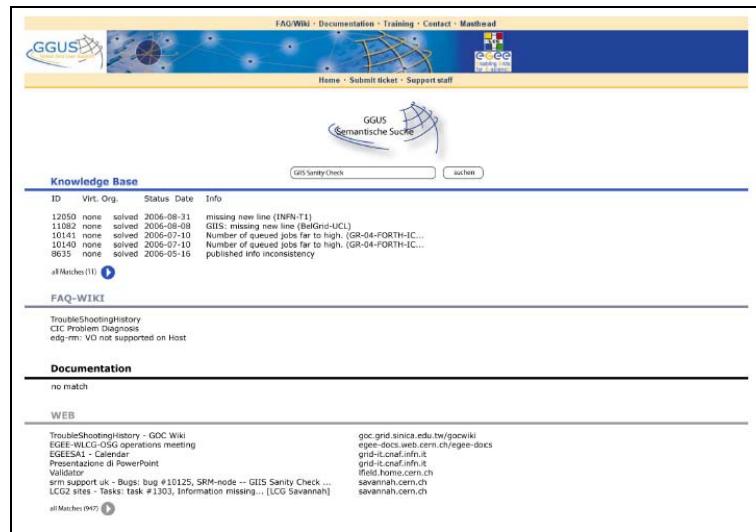 FAQ/Wiki · Documentation · Training · Contact · Masthead
GGUS
egee
Enabling Grids
for E-sciencE
Home · Submit ticket · Support staff
GGUS
Semantische Suche
GIIS Sanity Check suchen
Knowledge Base
ID Virt. Org. Status Date Info
12050 none solved 2006-08-31 missing new line (INFN-T1)
11082 none solved 2006-08-08 GIIS: missing new line (BelGrid-UCL)
10141 none solved 2006-07-10 Number of queued jobs far to high. (GR-04-FORTH-IC...
10140 none solved 2006-07-10 Number of queued jobs far to high. (GR-04-FORTH-IC...
8635 none solved 2006-05-16 published info inconsistency
all Matches (11)
FAQ-WIKI
TroubleShootingHistory
CIC Problem Diagnosis
edg-rm: VO not supported on Host
Documentation
no match
WEB
TroubleShootingHistory - GOC Wiki goc.grid.sinica.edu.tw/gocwiki
EGEE-WLCG-OSG operations meeting egee-docs.web.cern.ch/egee-docs
EGEESA1 - Calendar grid-it.cnaf.infn.it
Presentazione di PowerPoint grid-it.cnaf.infn.it
Validator lfield.home.cern.ch
srm support uk - Bugs: bug #10125, SRM-node -- GIIS Sanity Check ... savannah.cern.ch
LCG2 sites - Tasks: task #1303, Information missing... [LCG Savannah] savannah.cern.ch
all Matches (947)